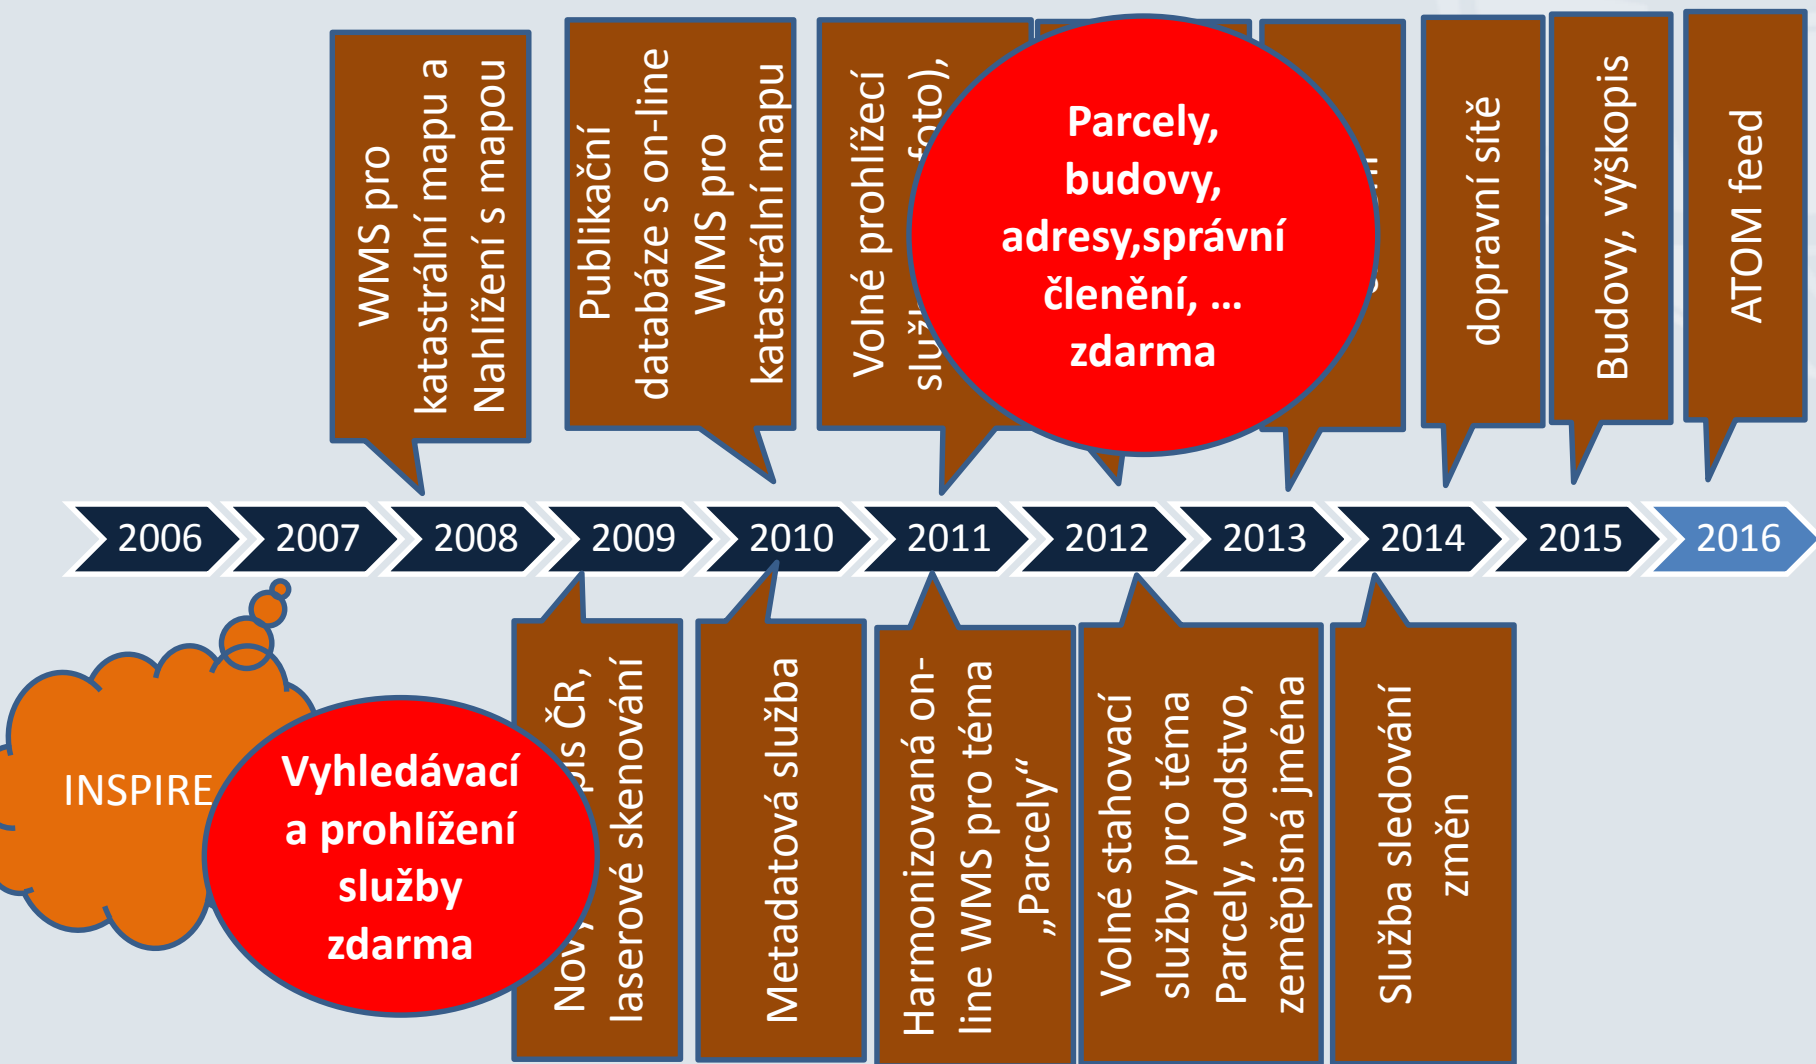 WMS pro
katastrální mapu a
Nahlížení s mapou
Publikační
databáze s on-line
WMS pro
katastrální mapu
Volné prohlížecí
foto),
Parcely,
budovy,
adresy,správní
členění, ...
zdarma
dopravní sítě
Budovy, výškopis
ATOM feed
2006
2007
2008
2009
2010
2011
2012
2013
2014
2015
2016
INSPIRE
Vyhledávací
a prohlížení
služby
zdarma
ČR,
laserové skenování
Metadatová služba
Harmonizovaná on-
line WMS pro téma
„Parcely“
Volné stahovací
služby pro téma
Parcely, vodstvo,
zeměpisná jména
Služba sledování
změn